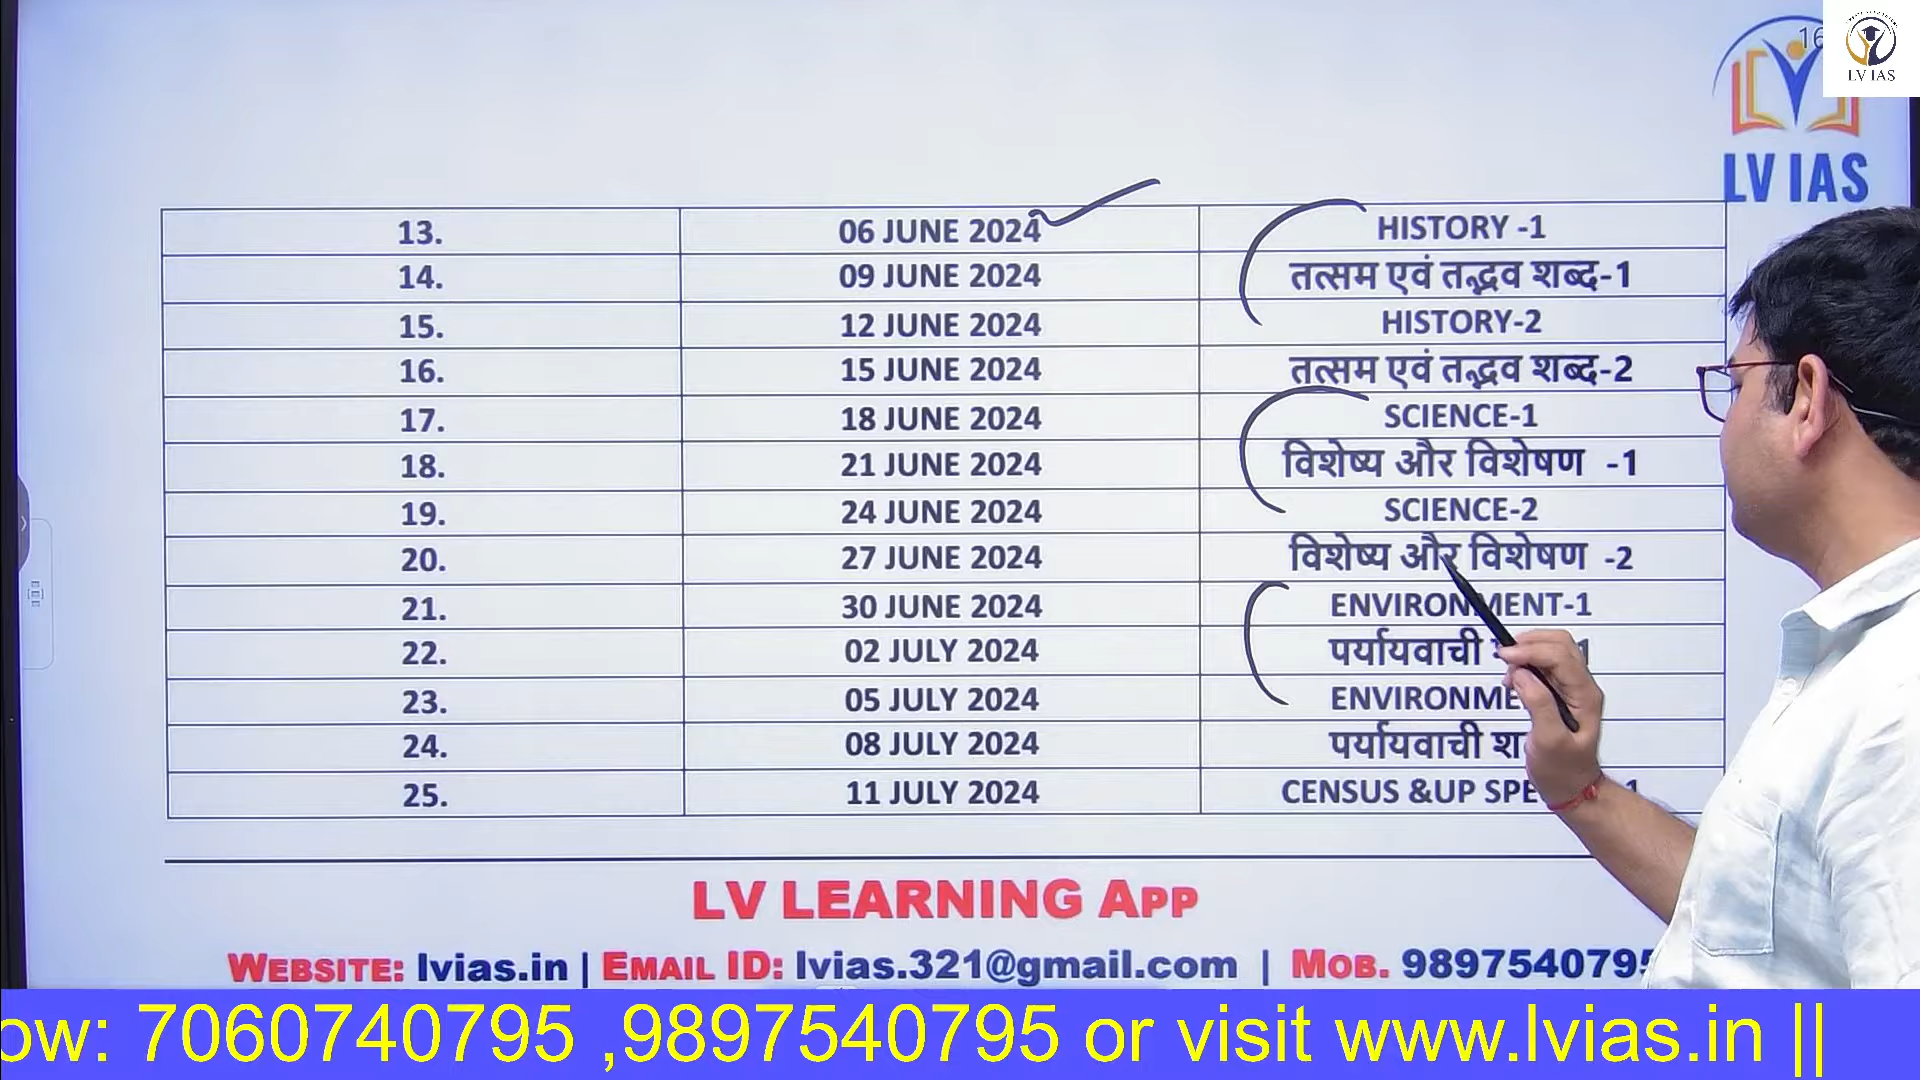 16
LV IAS
LV IAS
13. 06 JUNE 2024 HISTORY -1
14. 09 JUNE 2024 तत्सम एवं तद्भव शब्द-1
15. 12 JUNE 2024 HISTORY-2
16. 15 JUNE 2024 तत्सम एवं तद्भव शब्द-2
17. 18 JUNE 2024 SCIENCE-1
18. 21 JUNE 2024 विशेष्य और विशेषण -1
19. 24 JUNE 2024 SCIENCE-2
20. 27 JUNE 2024 विशेष्य और विशेषण -2
21. 30 JUNE 2024 ENVIRONMENT-1
22. 02 JULY 2024 पर्यायवाची
23. 05 JULY 2024
24. 08 JULY 2024 पर्यायवाची
25. 11 JULY 2024 CENSUS &UP
LV LEARNING APP
WEBSITE: lvias.in | EMAIL ID: lvias.321@gmail.com | MOB. 9897540795
7060740795 ,9897540795 or visit www.lvias.in ||